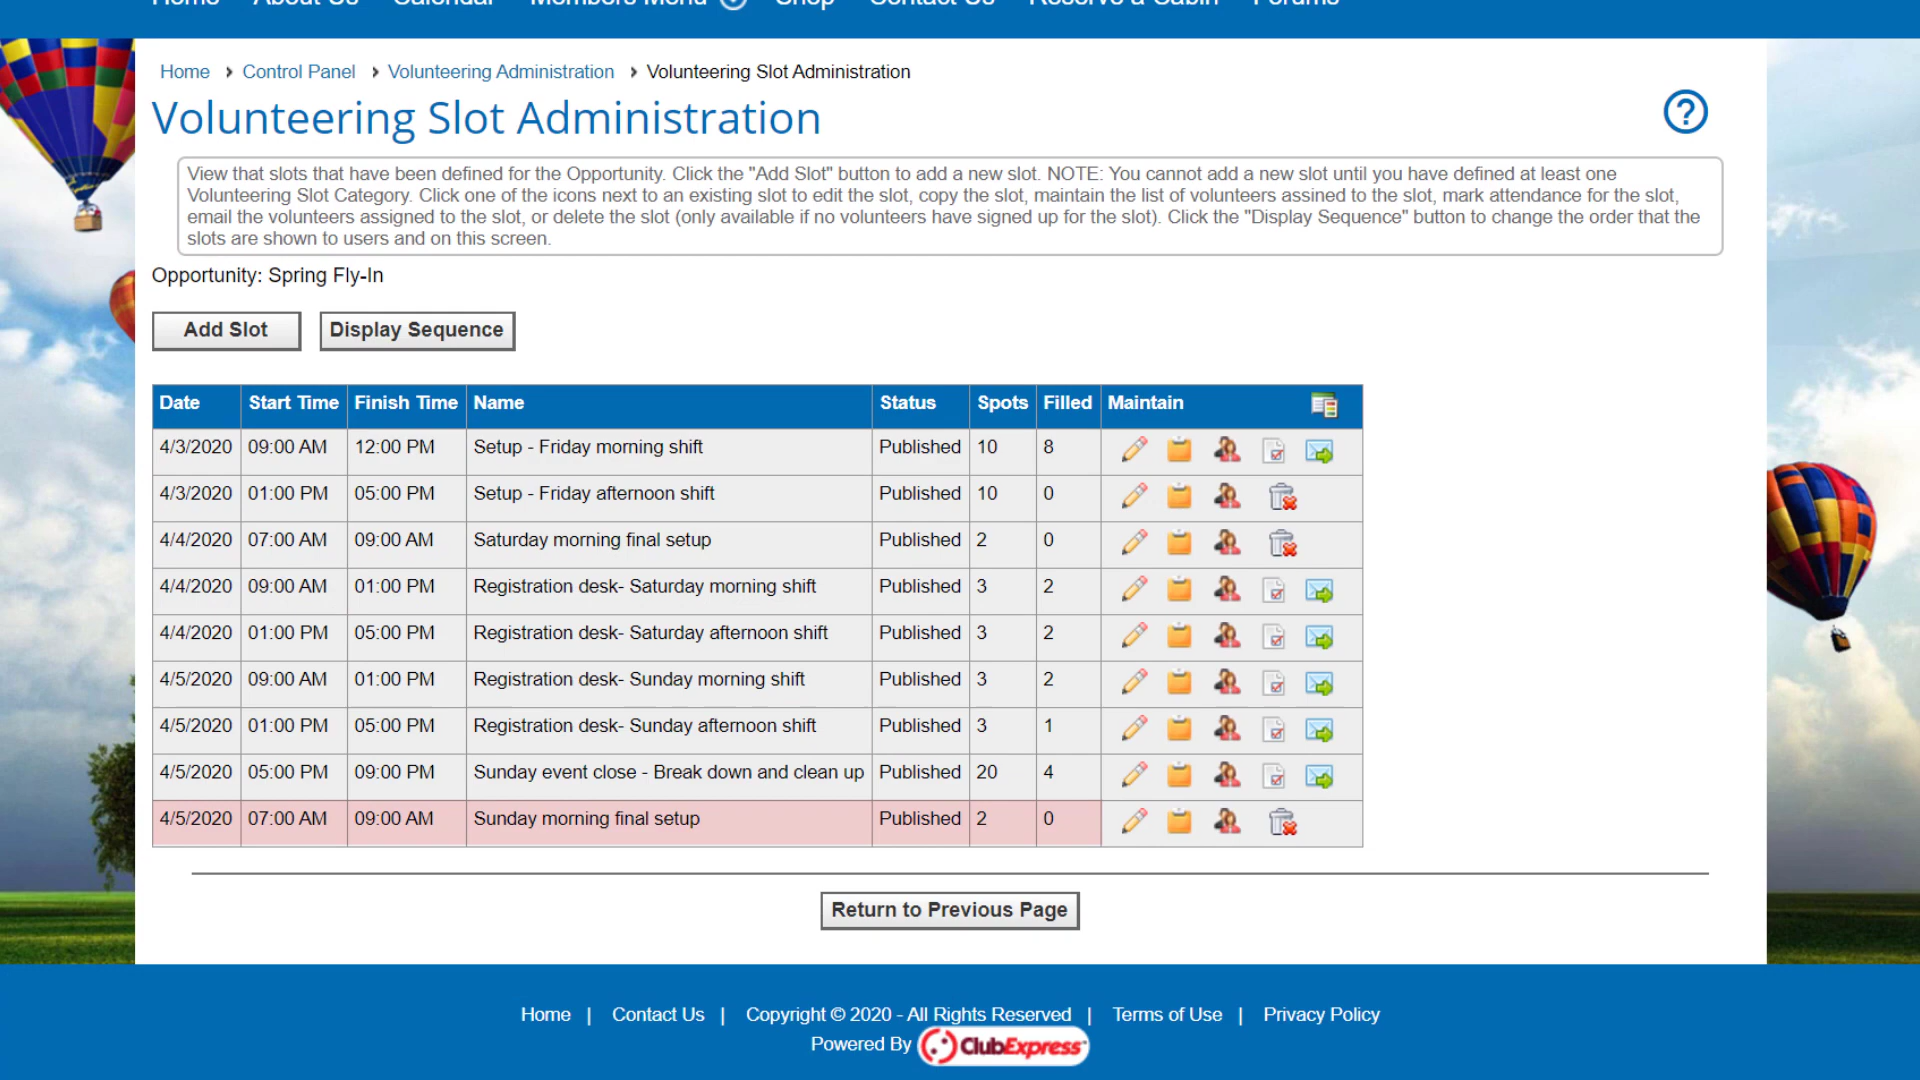 Home About Us Calendar Members Menu Shop Contact Us Reserve a Cabin Forums
Home › Control Panel › Volunteering Administration › Volunteering Slot Administration
Volunteering Slot Administration
View that slots that have been defined for the Opportunity. Click the "Add Slot" button to add a new slot. NOTE: You cannot add a new slot until you have defined at least one
Volunteering Slot Category. Click one of the icons next to an existing slot to edit the slot, copy the slot, maintain the list of volunteers assined to the slot, mark attendance for the slot,
email the volunteers assigned to the slot, or delete the slot (only available if no volunteers have signed up for the slot). Click the "Display Sequence" button to change the order that the
slots are shown to users and on this screen.
Opportunity: Spring Fly-In
Add Slot Display Sequence
Date Start Time Finish Time Name Status Spots Filled Maintain
4/3/2020 09:00 AM 12:00 PM Setup - Friday morning shift Published 10 8
4/3/2020 01:00 PM 05:00 PM Setup - Friday afternoon shift Published 10 0
4/4/2020 07:00 AM 09:00 AM Saturday morning final setup Published 2 0
4/4/2020 09:00 AM 01:00 PM Registration desk- Saturday morning shift Published 3 2
4/4/2020 01:00 PM 05:00 PM Registration desk- Saturday afternoon shift Published 3 2
4/5/2020 09:00 AM 01:00 PM Registration desk- Sunday morning shift Published 3 2
4/5/2020 01:00 PM 05:00 PM Registration desk- Sunday afternoon shift Published 3 1
4/5/2020 05:00 PM 09:00 PM Sunday event close - Break down and clean up Published 20 4
4/5/2020 07:00 AM 09:00 AM Sunday morning final setup Published 2 0
Return to Previous Page
Home | Contact Us | Copyright © 2020 - All Rights Reserved | Terms of Use | Privacy Policy
Powered By ClubExpress